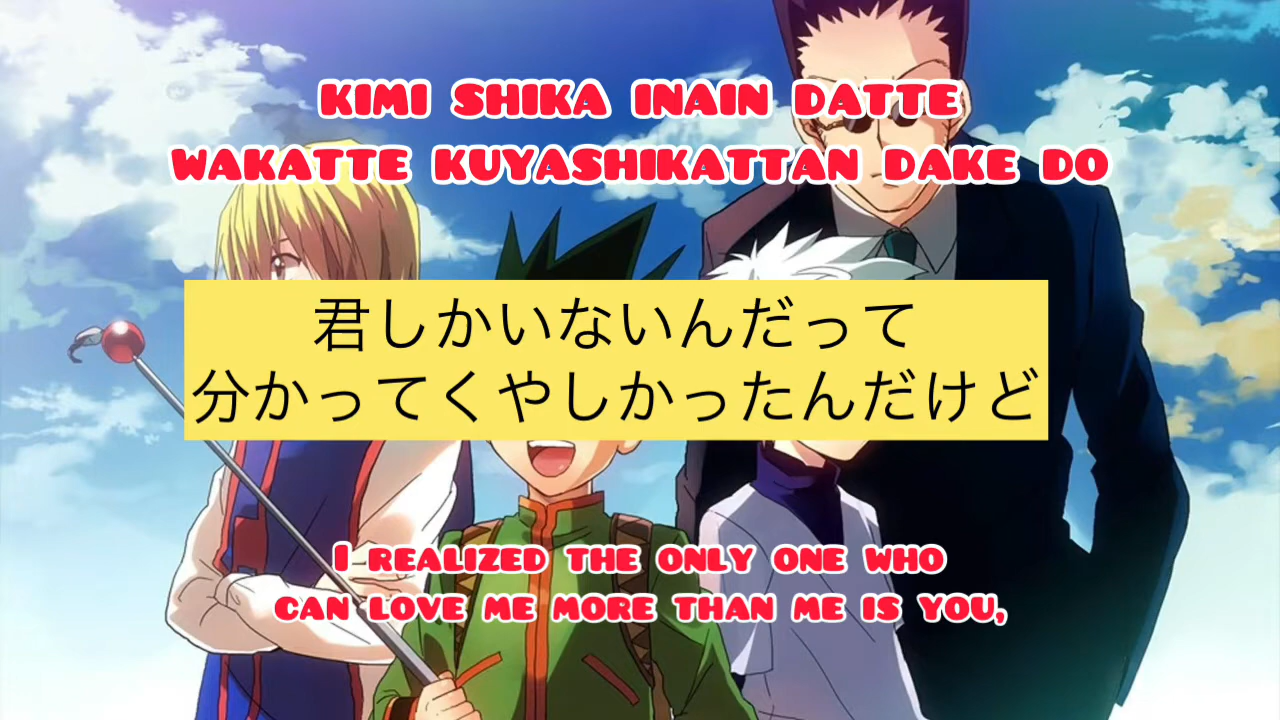 KIMI SHIKA INAIN DATTE
WAKATTE KUYASHIKATTAN DAKE DO
君しかいないんだって
分かってくやしかったんだけど
I REALIZED THE ONLY ONE WHO
CAN LOVE ME MORE THAN ME IS YOU,